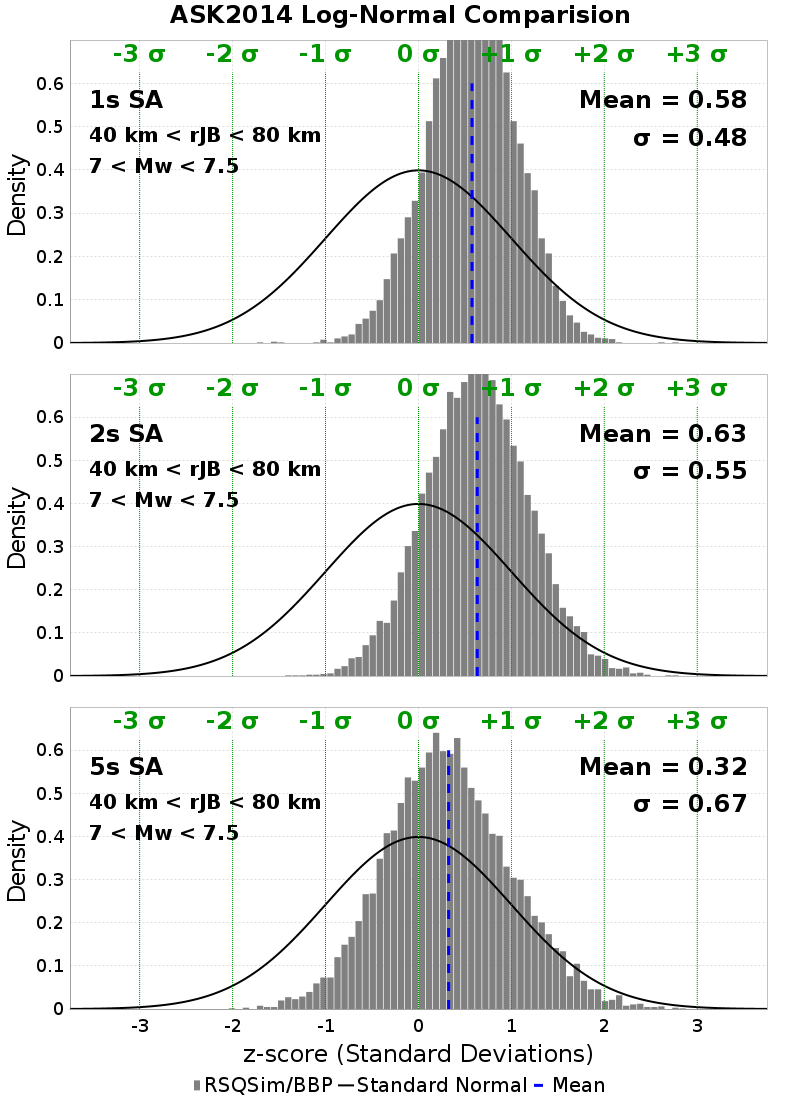 ASK2014 Log-Normal Comparision
-3 σ -2 σ -1 σ 0 σ +1 σ +2 σ +3 σ
1s SA
40 km < rJB < 80 km
7 < Mw < 7.5
Mean = 0.58
σ = 0.48
Density
0.6
0.5
0.4
0.3
0.2
0.1
0
-3 σ -2 σ -1 σ 0 σ +1 σ +2 σ +3 σ
2s SA
40 km < rJB < 80 km
7 < Mw < 7.5
Mean = 0.63
σ = 0.55
Density
0.6
0.5
0.4
0.3
0.2
0.1
0
-3 σ -2 σ -1 σ 0 σ +1 σ +2 σ +3 σ
5s SA
40 km < rJB < 80 km
7 < Mw < 7.5
Mean = 0.32
σ = 0.67
Density
0.6
0.5
0.4
0.3
0.2
0.1
0
-3 -2 -1 0 1 2 3
z-score (Standard Deviations)
RSQSim/BBP Standard Normal Mean